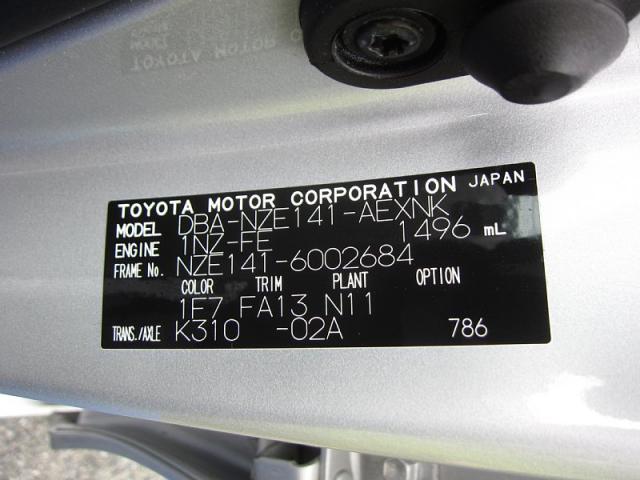 TOYOTA MOTOR CORPORATION JAPAN
MODEL DBA-NZE141-AEXNK
ENGINE 1NZ-FE 1496 mL
FRAME No. NZE141-6002684
COLOR TRIM PLANT OPTION
1E7 FA13 N11
TRANS./AXLE K310 -02A 786